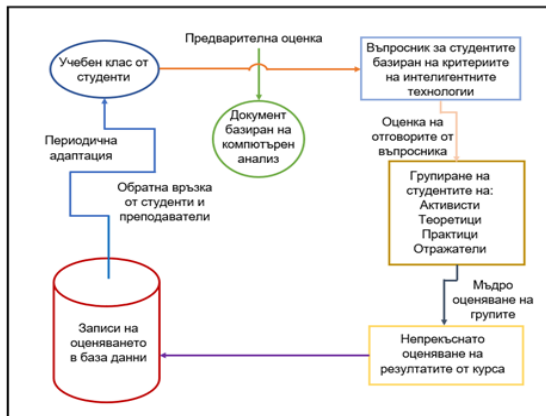 Предварителна оценка
Учебен клас от
студенти
Въпросник за студентите
базиран на критериите
на интелигентните
технологии
Документ
базиран на
компютърен
анализ
Оценка на
отговорите от
въпросника
Периодична
адаптация
Обратна връзка
от студенти и
преподаватели
Групиране на
студентите на:
Активисти
Теоретици
Практици
Отражатели
Мъдро
оценяване на
групите
Записи на
оценяването
в база данни
Непрекъснато
оценяване на
резултатите от курса